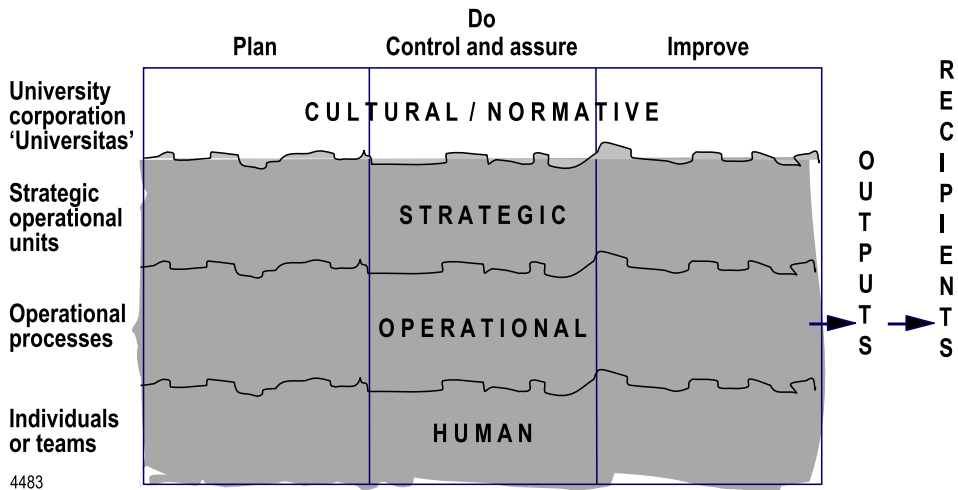 Do
Plan Control and assure Improve
University
corporation
‘Universitas’
CULTURAL / NORMATIVE
Strategic
operational
units
STRATEGIC
Operational
processes
OPERATIONAL
Individuals
or teams
HUMAN
OUTPUTS
RECIPIENTS
4483